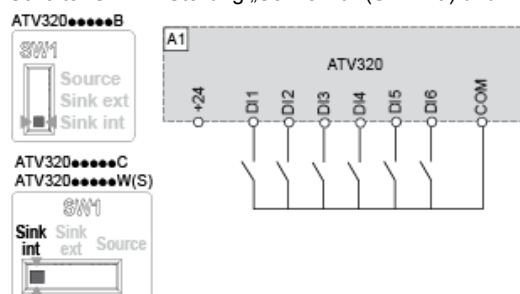 ATV320●●●●●B
SW1
Source
Sink ext
Sink int
ATV320●●●●●C
ATV320●●●●●W(S)
SW1
Sink int
Sink ext
Source
A1
ATV320
+24
DI1
DI2
DI3
DI4
DI5
DI6
COM